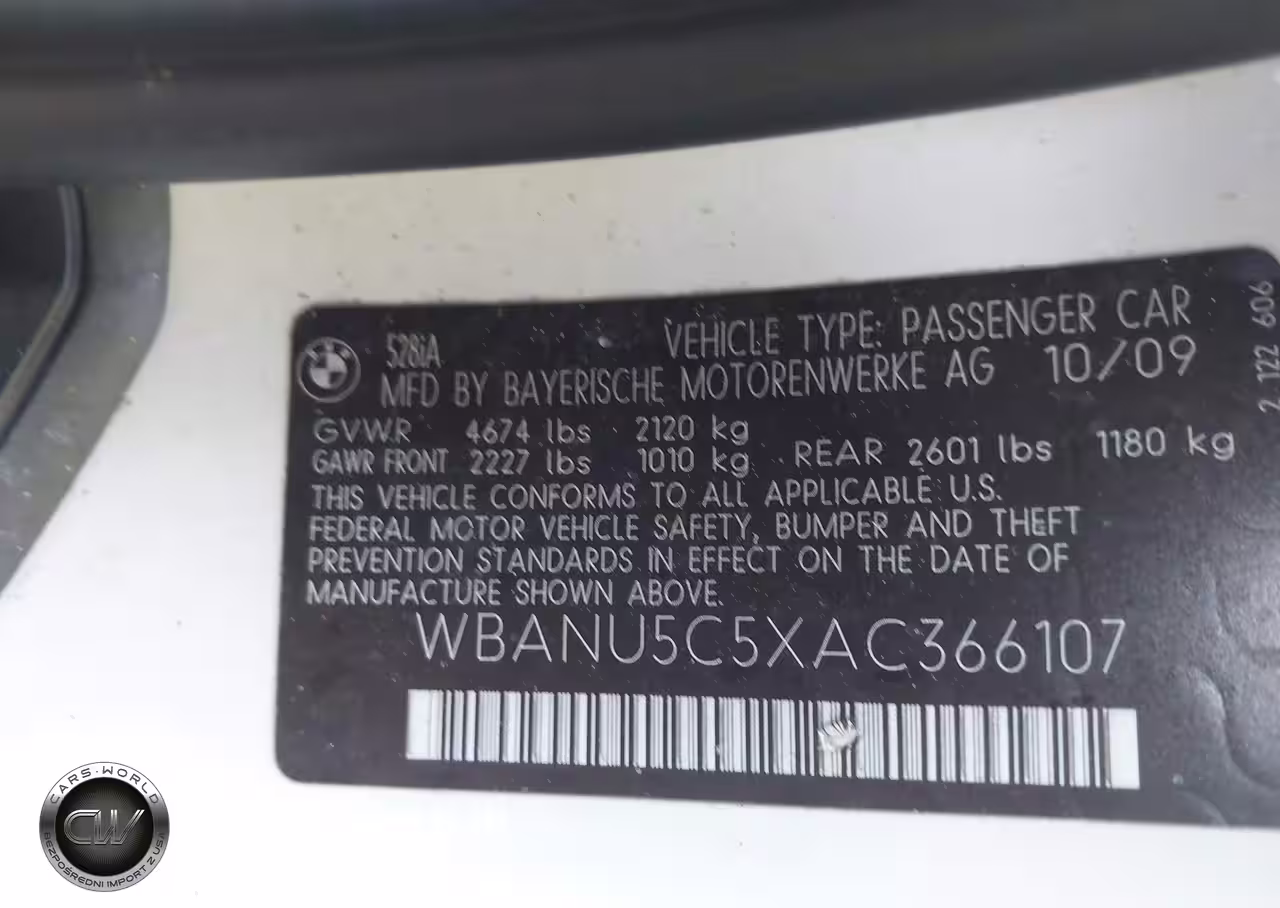 528iA
VEHICLE TYPE: PASSENGER CAR
MFD BY BAYERISCHE MOTORENWERKE AG 10/09
GVWR 4674 lbs 2120 kg
GAWR FRONT 2227 lbs 1010 kg REAR 2601 lbs 1180 kg
THIS VEHICLE CONFORMS TO ALL APPLICABLE U.S.
FEDERAL MOTOR VEHICLE SAFETY, BUMPER AND THEFT
PREVENTION STANDARDS IN EFFECT ON THE DATE OF
MANUFACTURE SHOWN ABOVE.
WBANU5C5XAC366107
2 122 606
CARS·WORLD
CW
BEZPOŚREDNI IMPORT Z USA